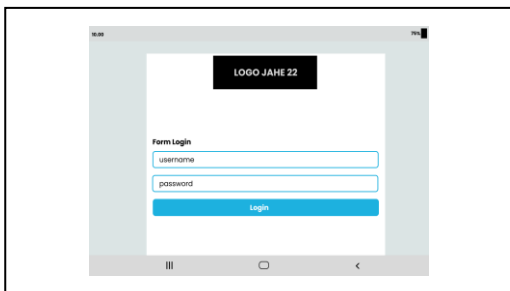 10.00 75%
LOGO JAHE 22
Form Login
username
password
Login